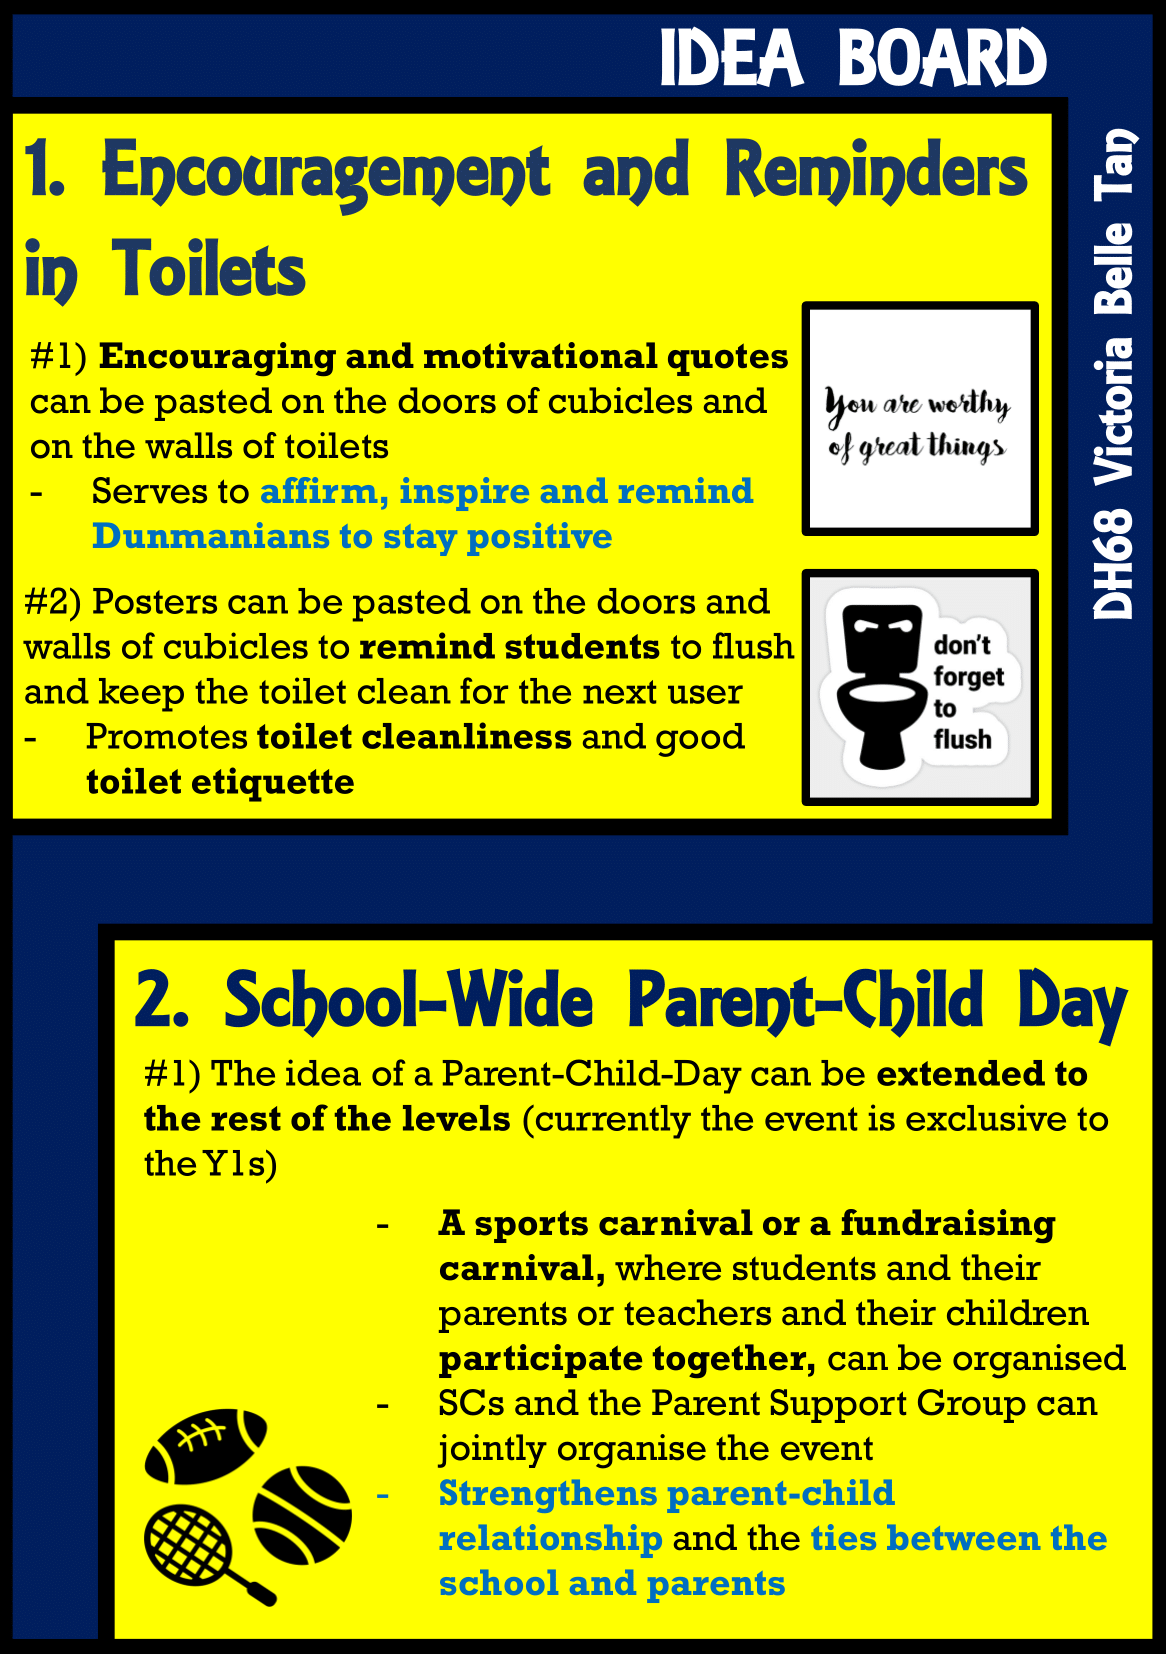 IDEA BOARD
1. Encouragement and Reminders
in Toilets
#1) Encouraging and motivational quotes
can be pasted on the doors of cubicles and
on the walls of toilets
- Serves to affirm, inspire and remind
Dunmanians to stay positive
You are worthy
of great things
#2) Posters can be pasted on the doors and
walls of cubicles to remind students to flush
and keep the toilet clean for the next user
- Promotes toilet cleanliness and good
toilet etiquette
don't
forget
to
flush
DH68 Victoria Belle Tan
2. School-Wide Parent-Child Day
#1) The idea of a Parent-Child-Day can be extended to
the rest of the levels (currently the event is exclusive to
the Y1s)
- A sports carnival or a fundraising
carnival, where students and their
parents or teachers and their children
participate together, can be organised
- SCs and the Parent Support Group can
jointly organise the event
- Strengthens parent-child
relationship and the ties between the
school and parents